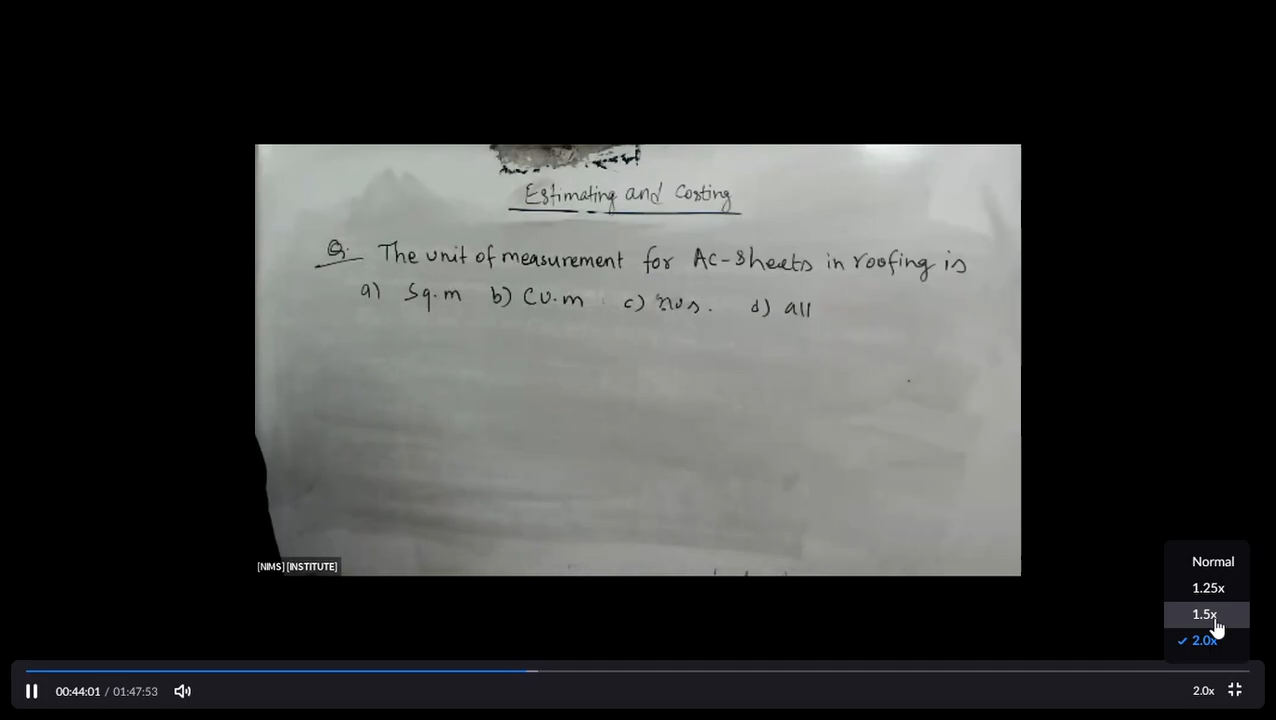 Estimating and Costing
Q. The unit of measurement for AC-Sheets in roofing is
a) Sq.m b) Cu.m c) nos. d) all
[NIMS] [INSTITUTE]
Normal
1.25x
1.5x
2.0x
00:44:01 / 01:47:53
2.0x